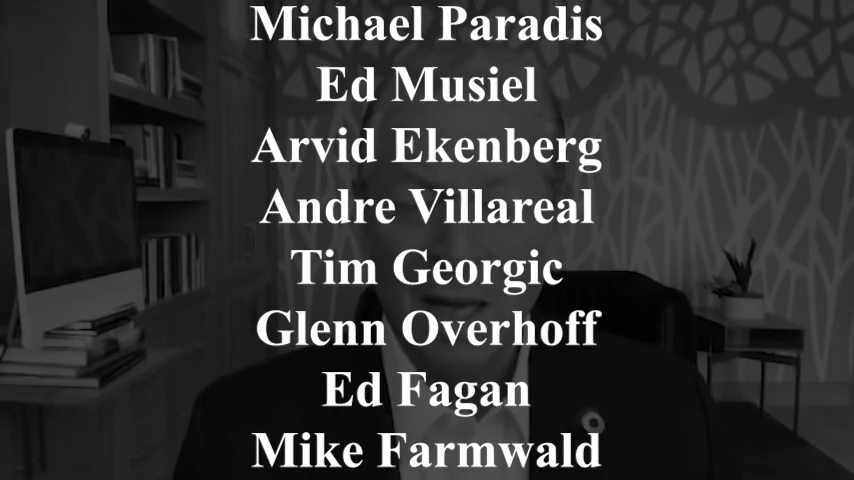 Michael Paradis
Ed Musiel
Arvid Ekenberg
Andre Villareal
Tim Georgic
Glenn Overhoff
Ed Fagan
Mike Farmwald